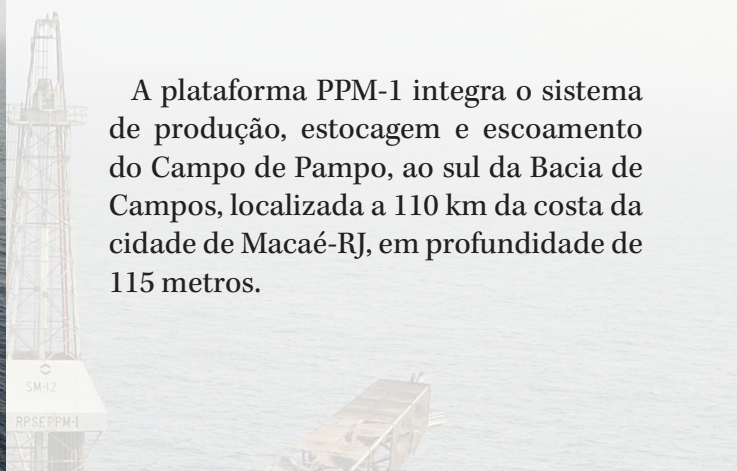 A plataforma PPM-1 integra o sistema
de produção, estocagem e escoamento
do Campo de Pampo, ao sul da Bacia de
Campos, localizada a 110 km da costa da
cidade de Macaé-RJ, em profundidade de
115 metros.
SM-12
RPSEPPM-1